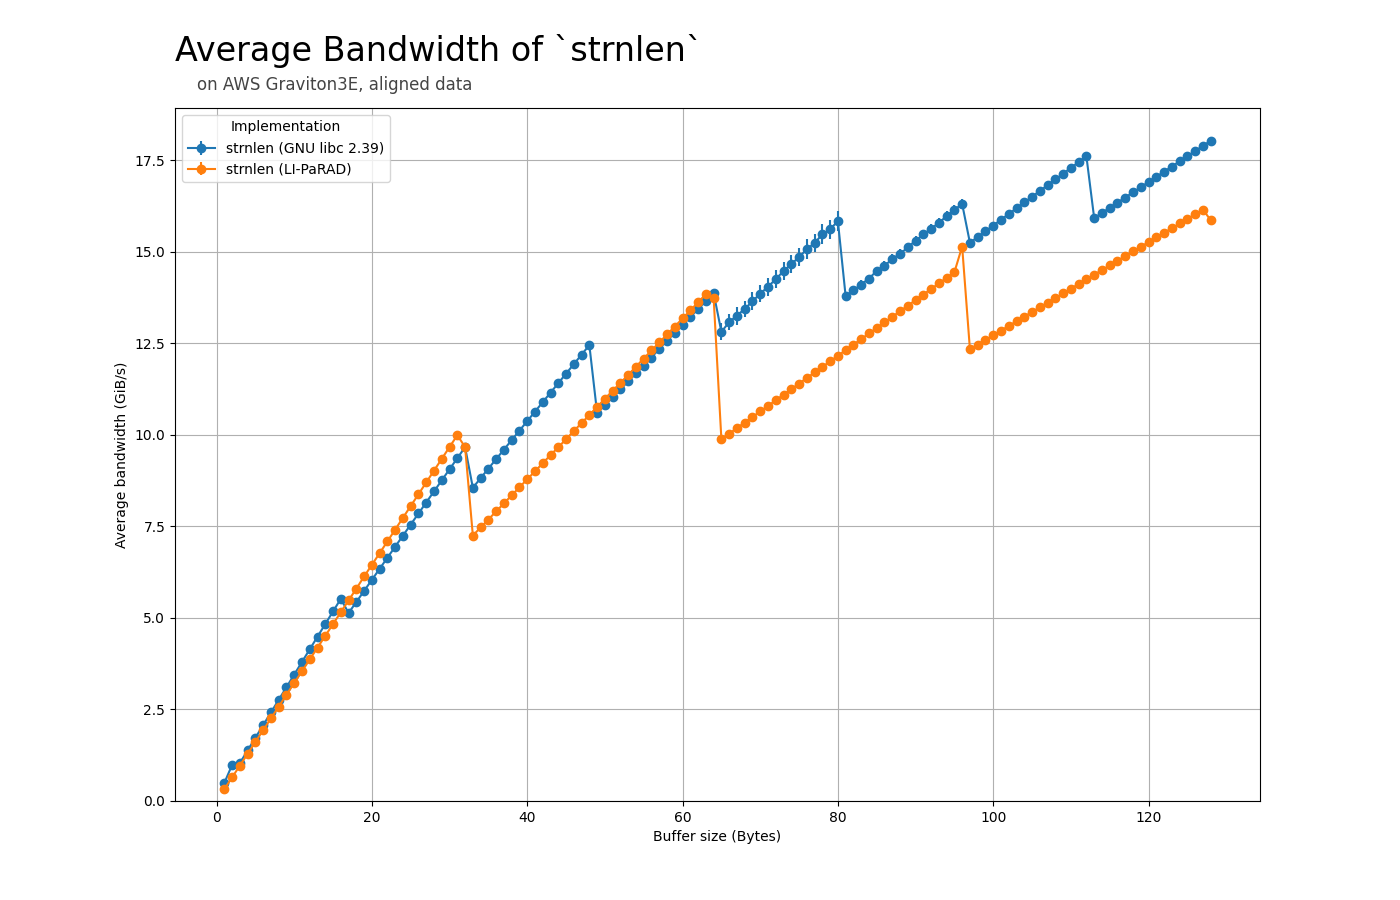 Average Bandwidth of `strnlen`
on AWS Graviton3E, aligned data
Implementation
strnlen (GNU libc 2.39)
strnlen (LI-PaRAD)
17.5
15.0
12.5
10.0
7.5
5.0
2.5
0.0
Average bandwidth (GiB/s)
0 20 40 60 80 100 120
Buffer size (Bytes)